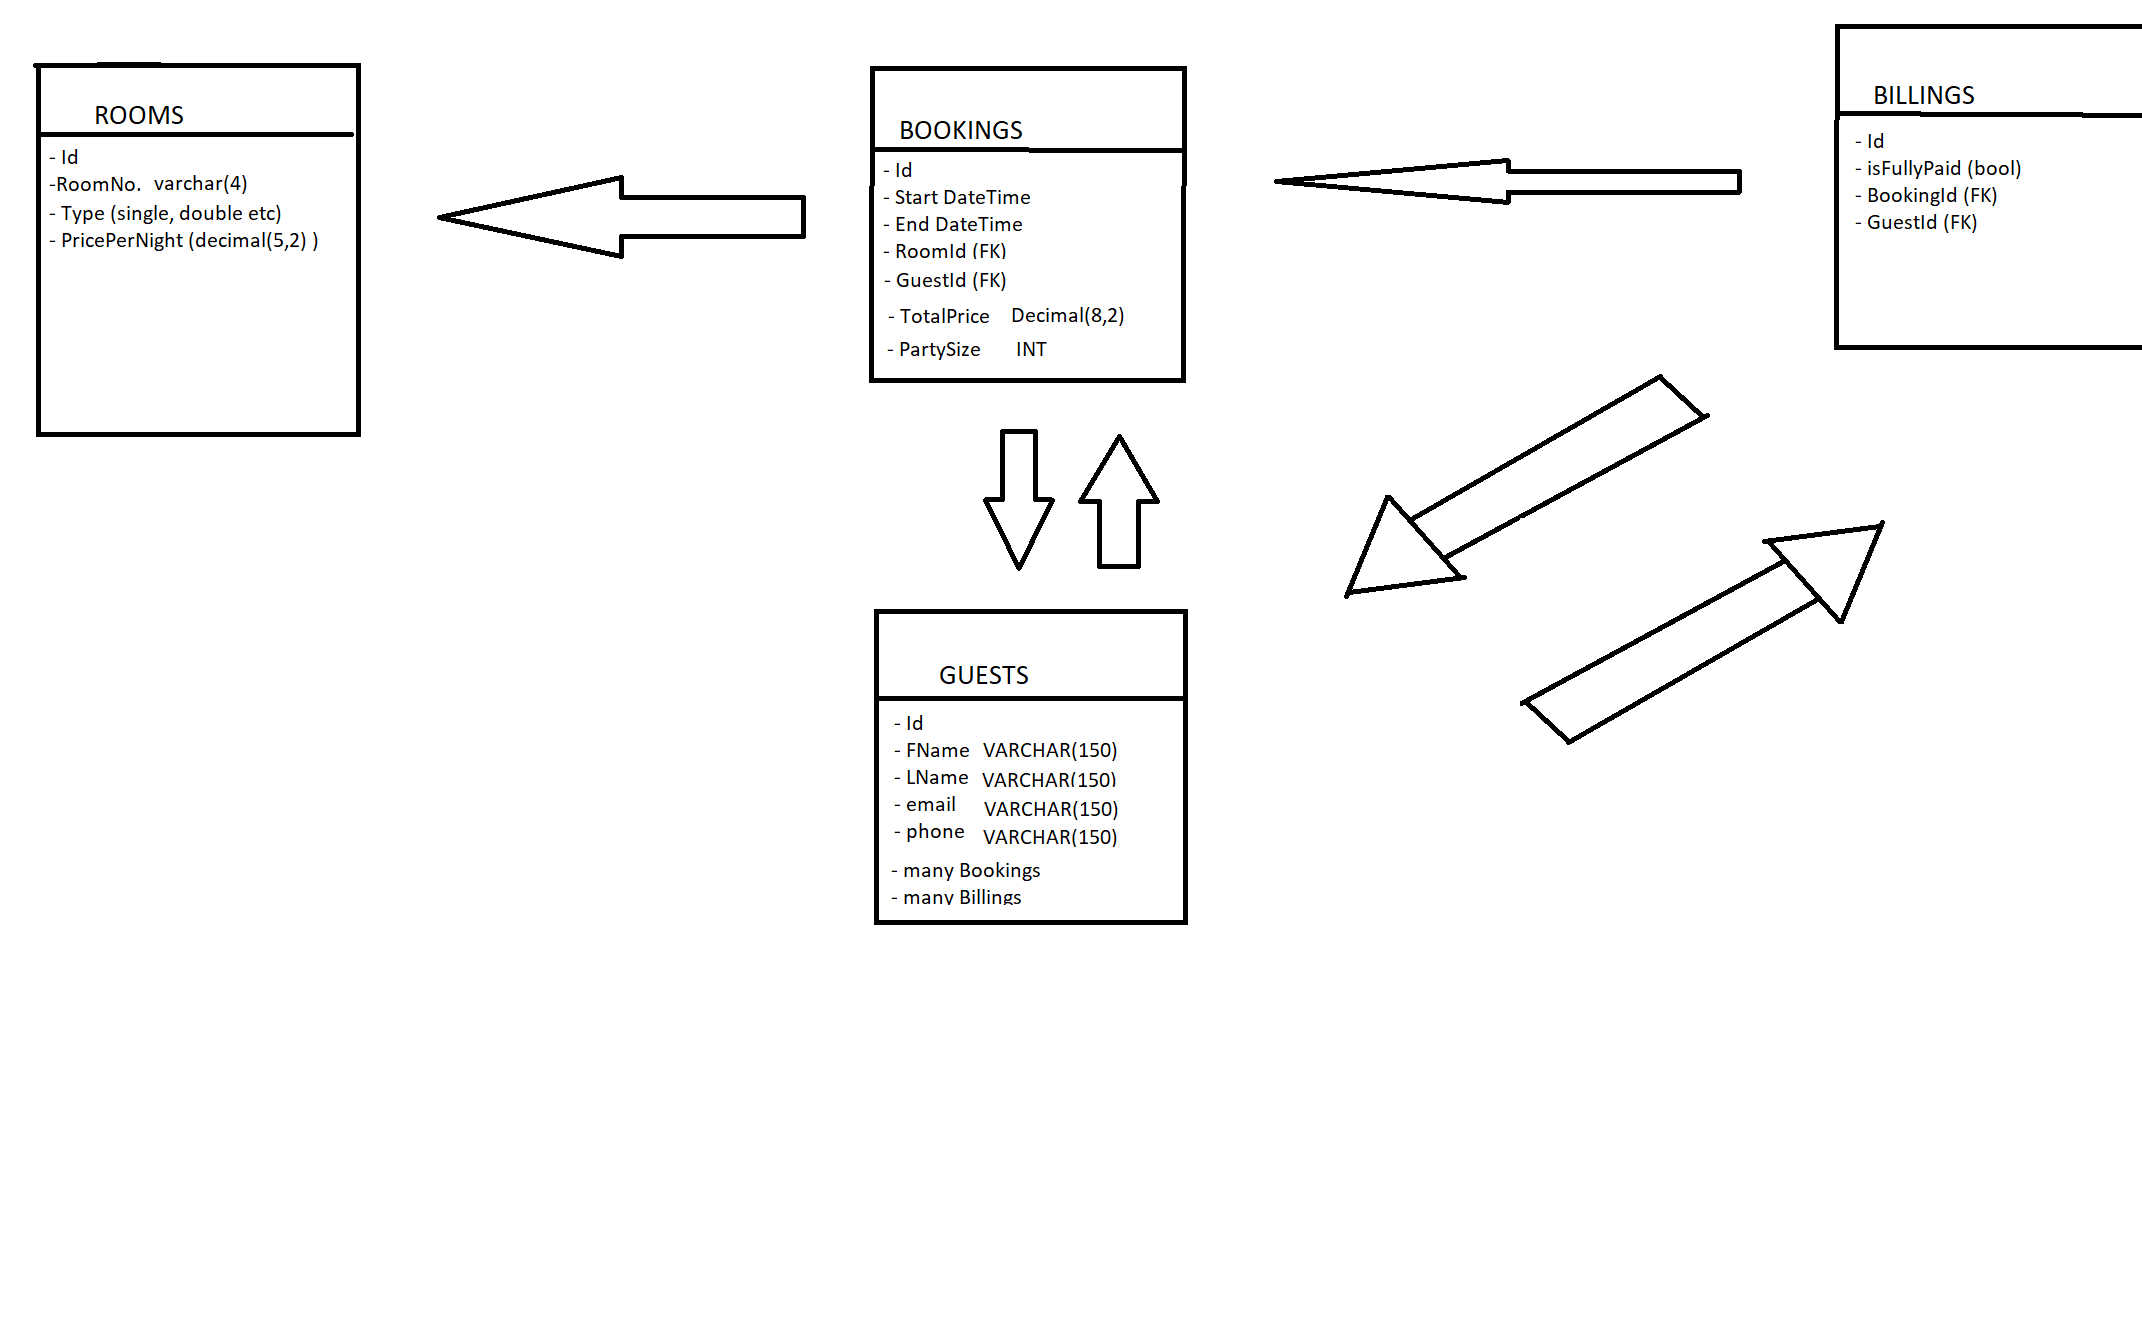 ROOMS
- Id
-RoomNo. varchar(4)
- Type (single, double etc)
- PricePerNight (decimal(5,2) )
BOOKINGS
- Id
- Start DateTime
- End DateTime
- RoomId (FK)
- GuestId (FK)
- TotalPrice Decimal(8,2)
- PartySize INT
BILLINGS
- Id
- isFullyPaid (bool)
- BookingId (FK)
- GuestId (FK)
GUESTS
- Id
- FName VARCHAR(150)
- LName VARCHAR(150)
- email VARCHAR(150)
- phone VARCHAR(150)
- many Bookings
- many Billings